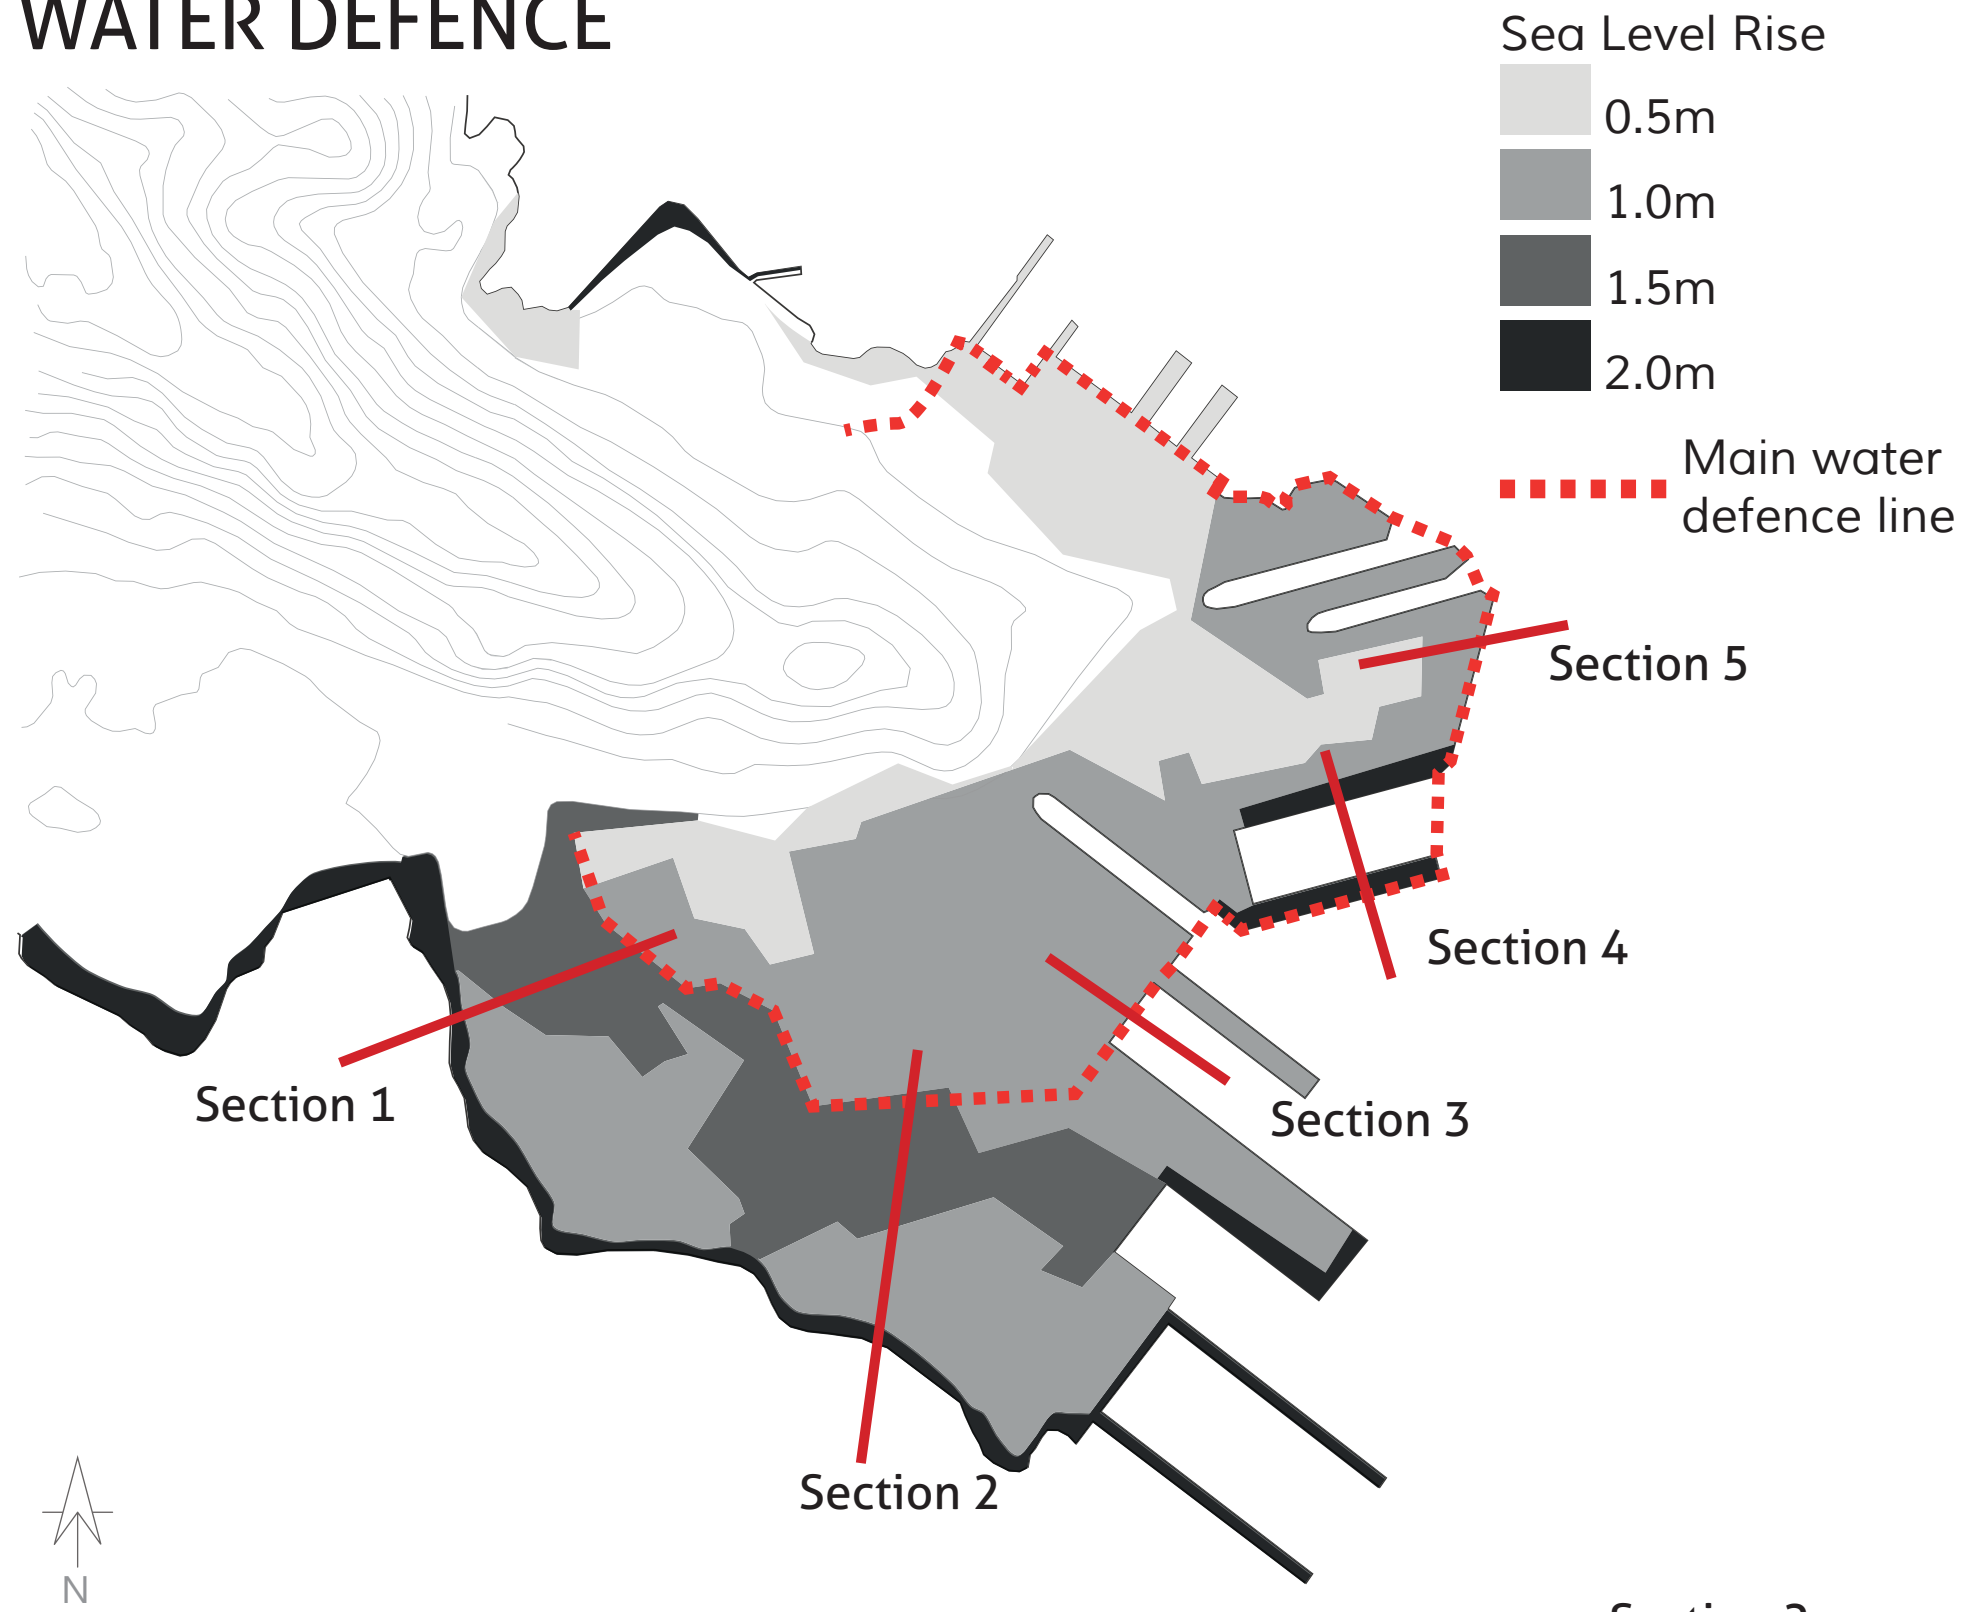 WATER DEFENCE
Sea Level Rise
0.5m
1.0m
1.5m
2.0m
Main water
defence line
Section 5
Section 4
Section 1
Section 3
Section 2
N